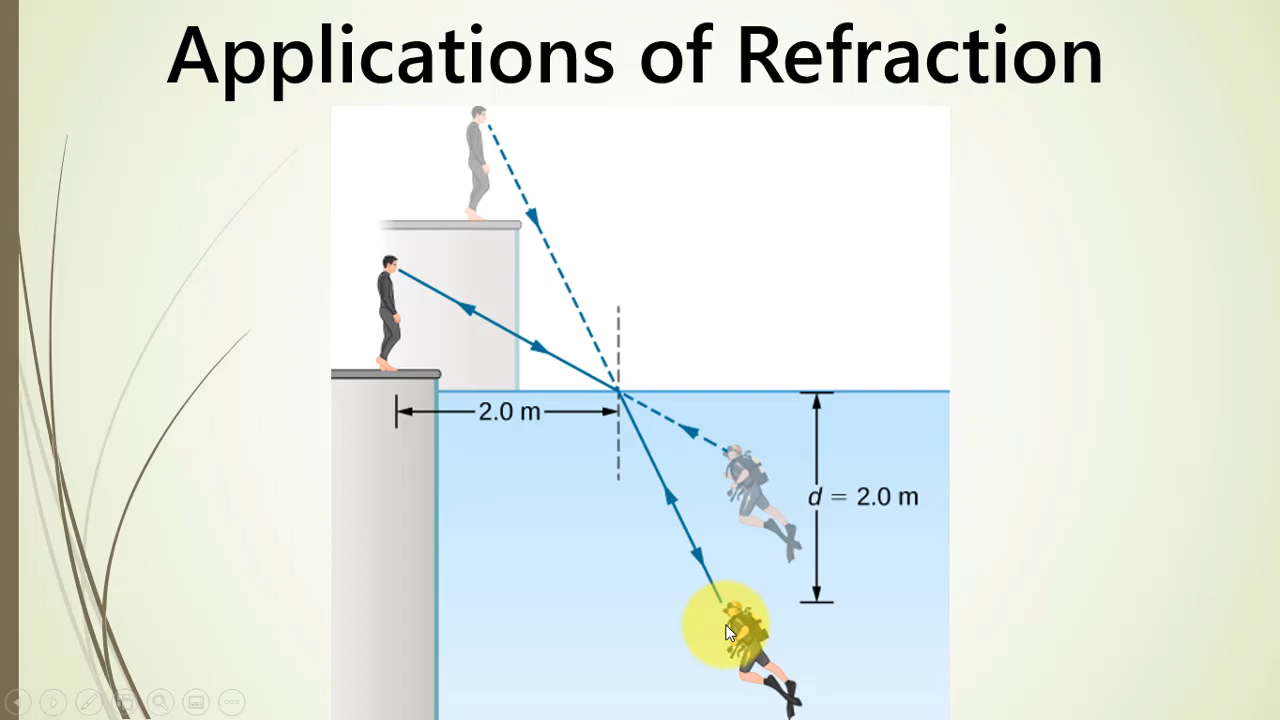 Applications of Refraction
2.0 m
d = 2.0 m